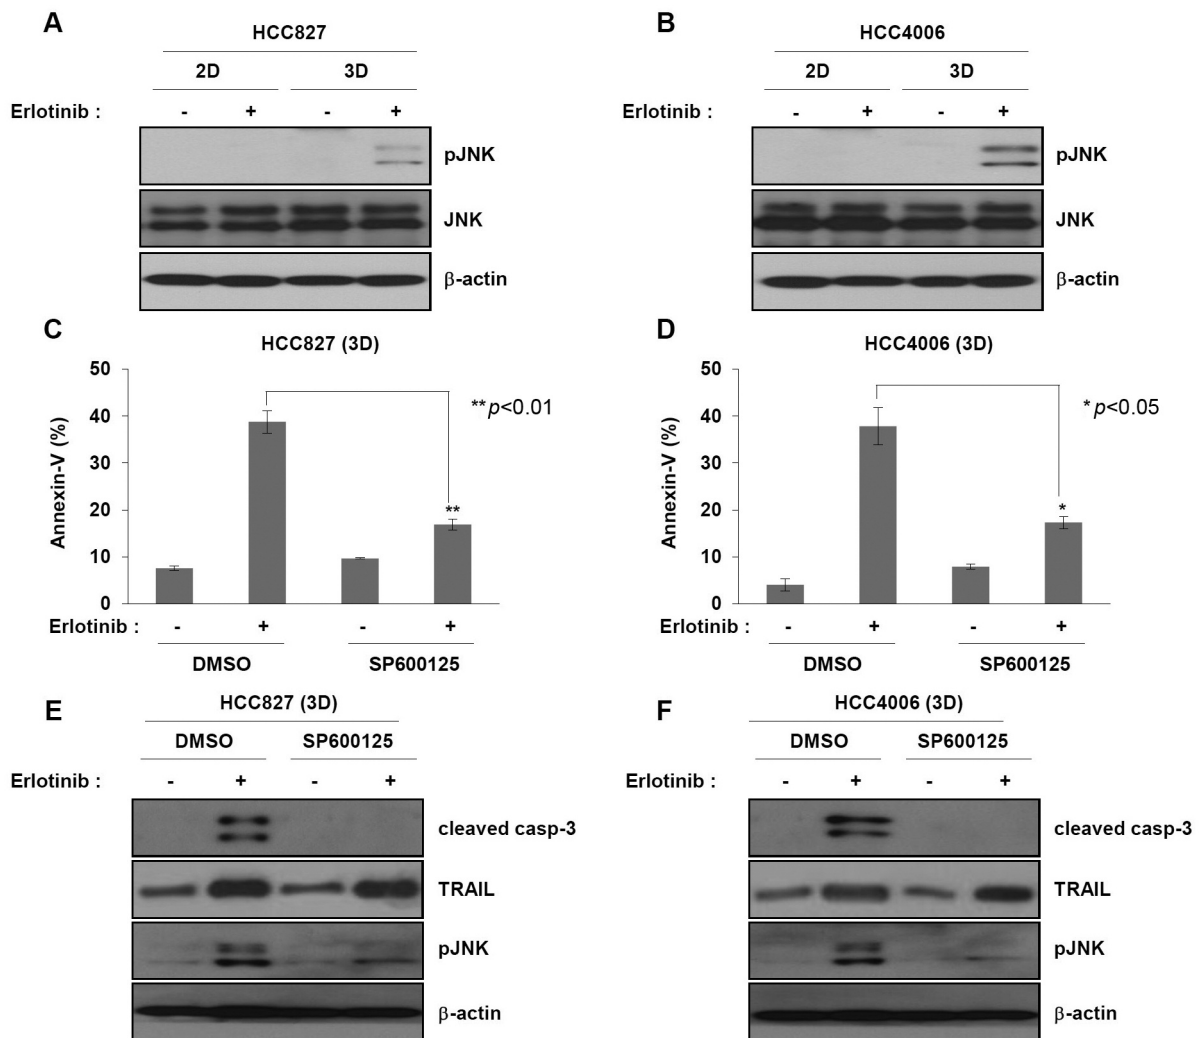 A
HCC827
2D 3D
Erlotinib : - + - +
pJNK
JNK
β-actin
B
HCC4006
2D 3D
Erlotinib : - + - +
pJNK
JNK
β-actin
C
HCC827 (3D)
50
40
30
20
10
0
Annexin-V (%)
**p<0.01
**
Erlotinib : - + - +
DMSO SP600125
D
HCC4006 (3D)
50
40
30
20
10
0
Annexin-V (%)
*p<0.05
*
Erlotinib : - + - +
DMSO SP600125
E
HCC827 (3D)
DMSO SP600125
Erlotinib : - + - +
cleaved casp-3
TRAIL
pJNK
β-actin
F
HCC4006 (3D)
DMSO SP600125
Erlotinib : - + - +
cleaved casp-3
TRAIL
pJNK
β-actin